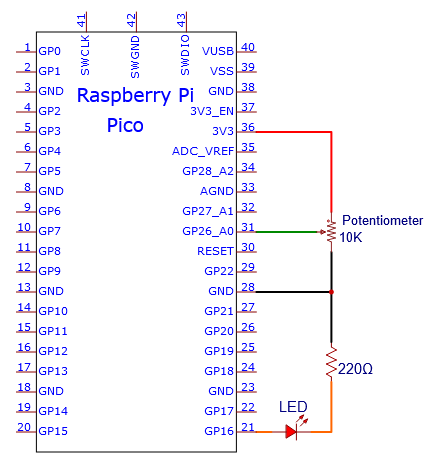 41
42
43
SWCLK
SWGND
SWDIO
1 GP0 VUSB 40
2 GP1 VSS 39
3 GND GND 38
Raspberry Pi
4 GP2 3V3_EN 37
Pico
5 GP3 3V3 36
6 GP4 ADC_VREF 35
7 GP5 GP28_A2 34
8 GND AGND 33
9 GP6 GP27_A1 32
Potentiometer
10 GP7 GP26_A0 31
10K
11 GP8 RESET 30
12 GP9 GP22 29
13 GND GND 28
14 GP10 GP21 27
15 GP11 GP20 26
16 GP12 GP19 25
17 GP13 GP18 24
220Ω
18 GND GND 23
19 GP14 GP17 22
LED
20 GP15 GP16 21